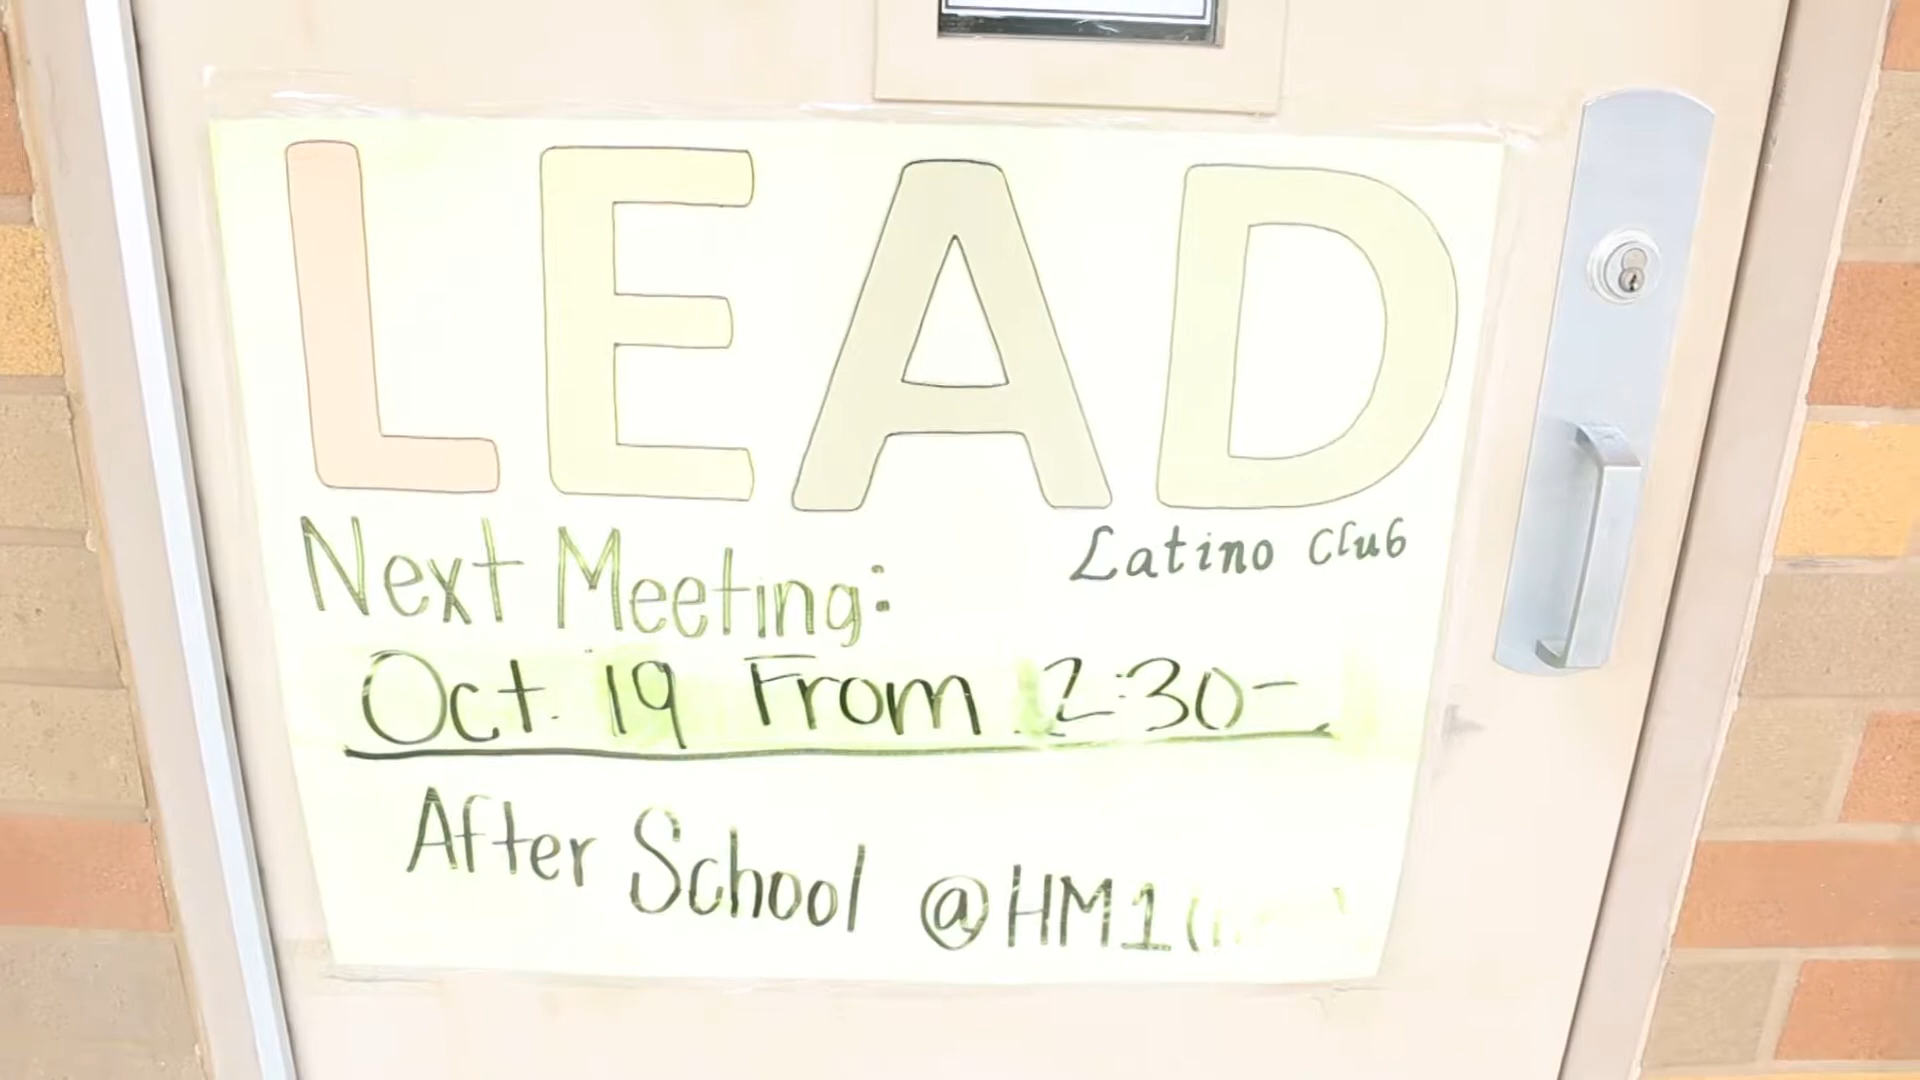 LEAD
Latino Club
Next Meeting:
Oct. 19 From 2:30-
After School @HM1